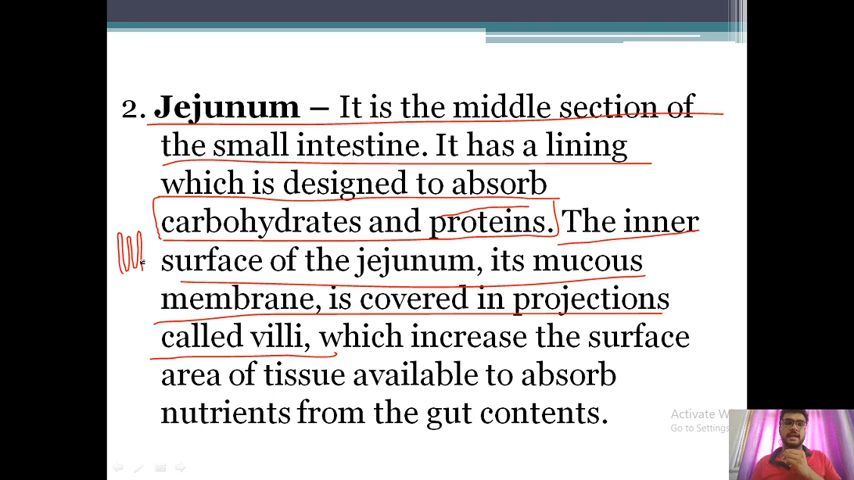 2. Jejunum – It is the middle section of
the small intestine. It has a lining
which is designed to absorb
carbohydrates and proteins. The inner
surface of the jejunum, its mucous
membrane, is covered in projections
called villi, which increase the surface
area of tissue available to absorb
nutrients from the gut contents.
Activate W
Go to Settings